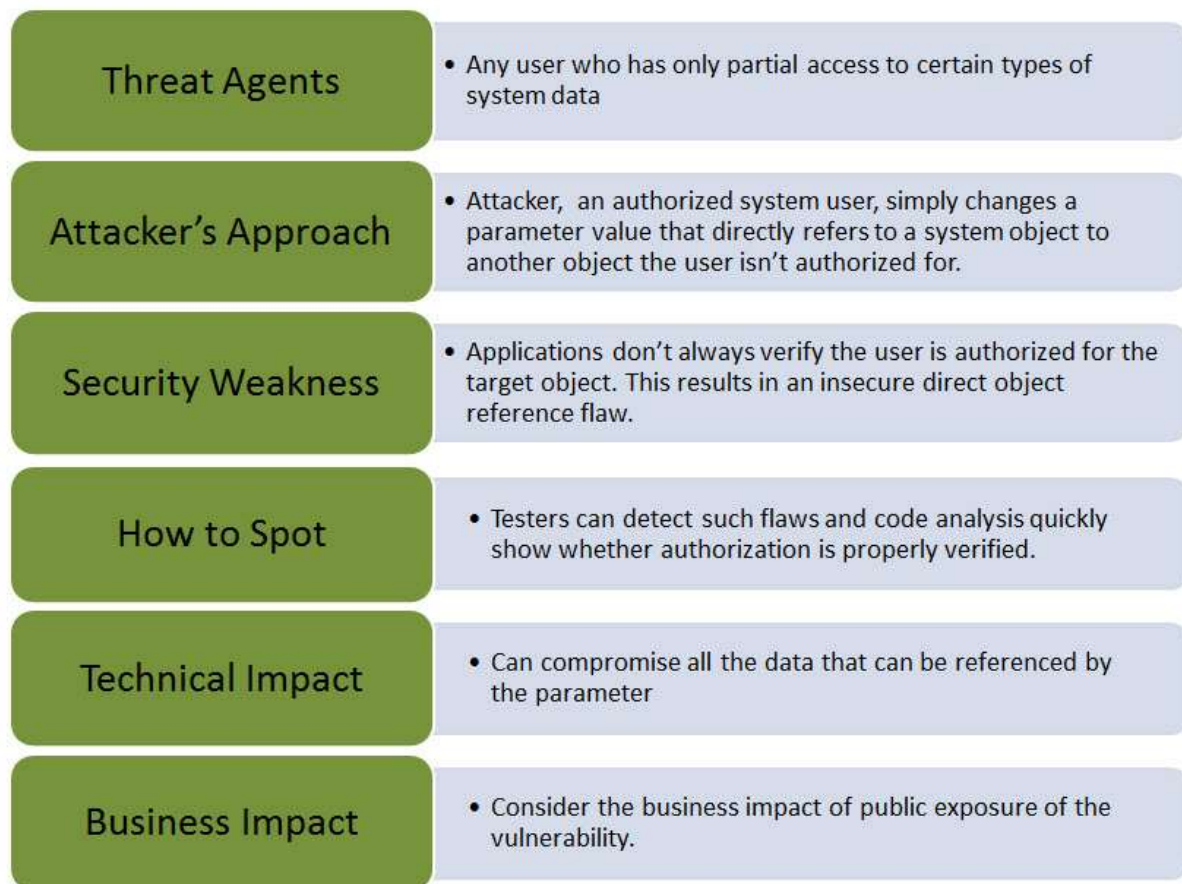 Threat Agents
• Any user who has only partial access to certain types of
system data
Attacker's Approach
• Attacker, an authorized system user, simply changes a
parameter value that directly refers to a system object to
another object the user isn't authorized for.
Security Weakness
• Applications don't always verify the user is authorized for the
target object. This results in an insecure direct object
reference flaw.
How to Spot
• Testers can detect such flaws and code analysis quickly
show whether authorization is properly verified.
Technical Impact
• Can compromise all the data that can be referenced by
the parameter
Business Impact
• Consider the business impact of public exposure of the
vulnerability.